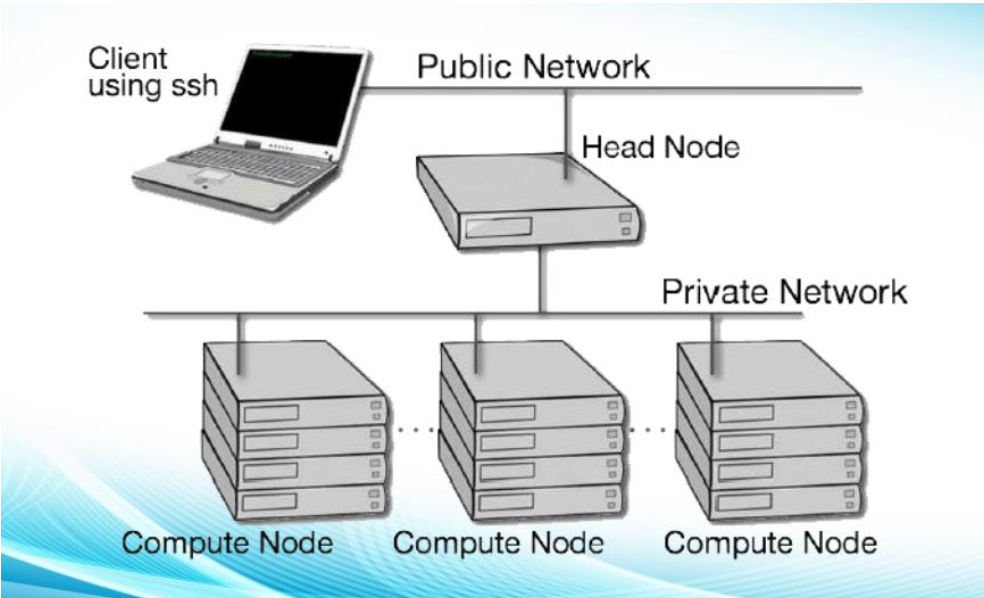 Client
using ssh
Public Network
Head Node
Private Network
Compute Node
Compute Node
Compute Node